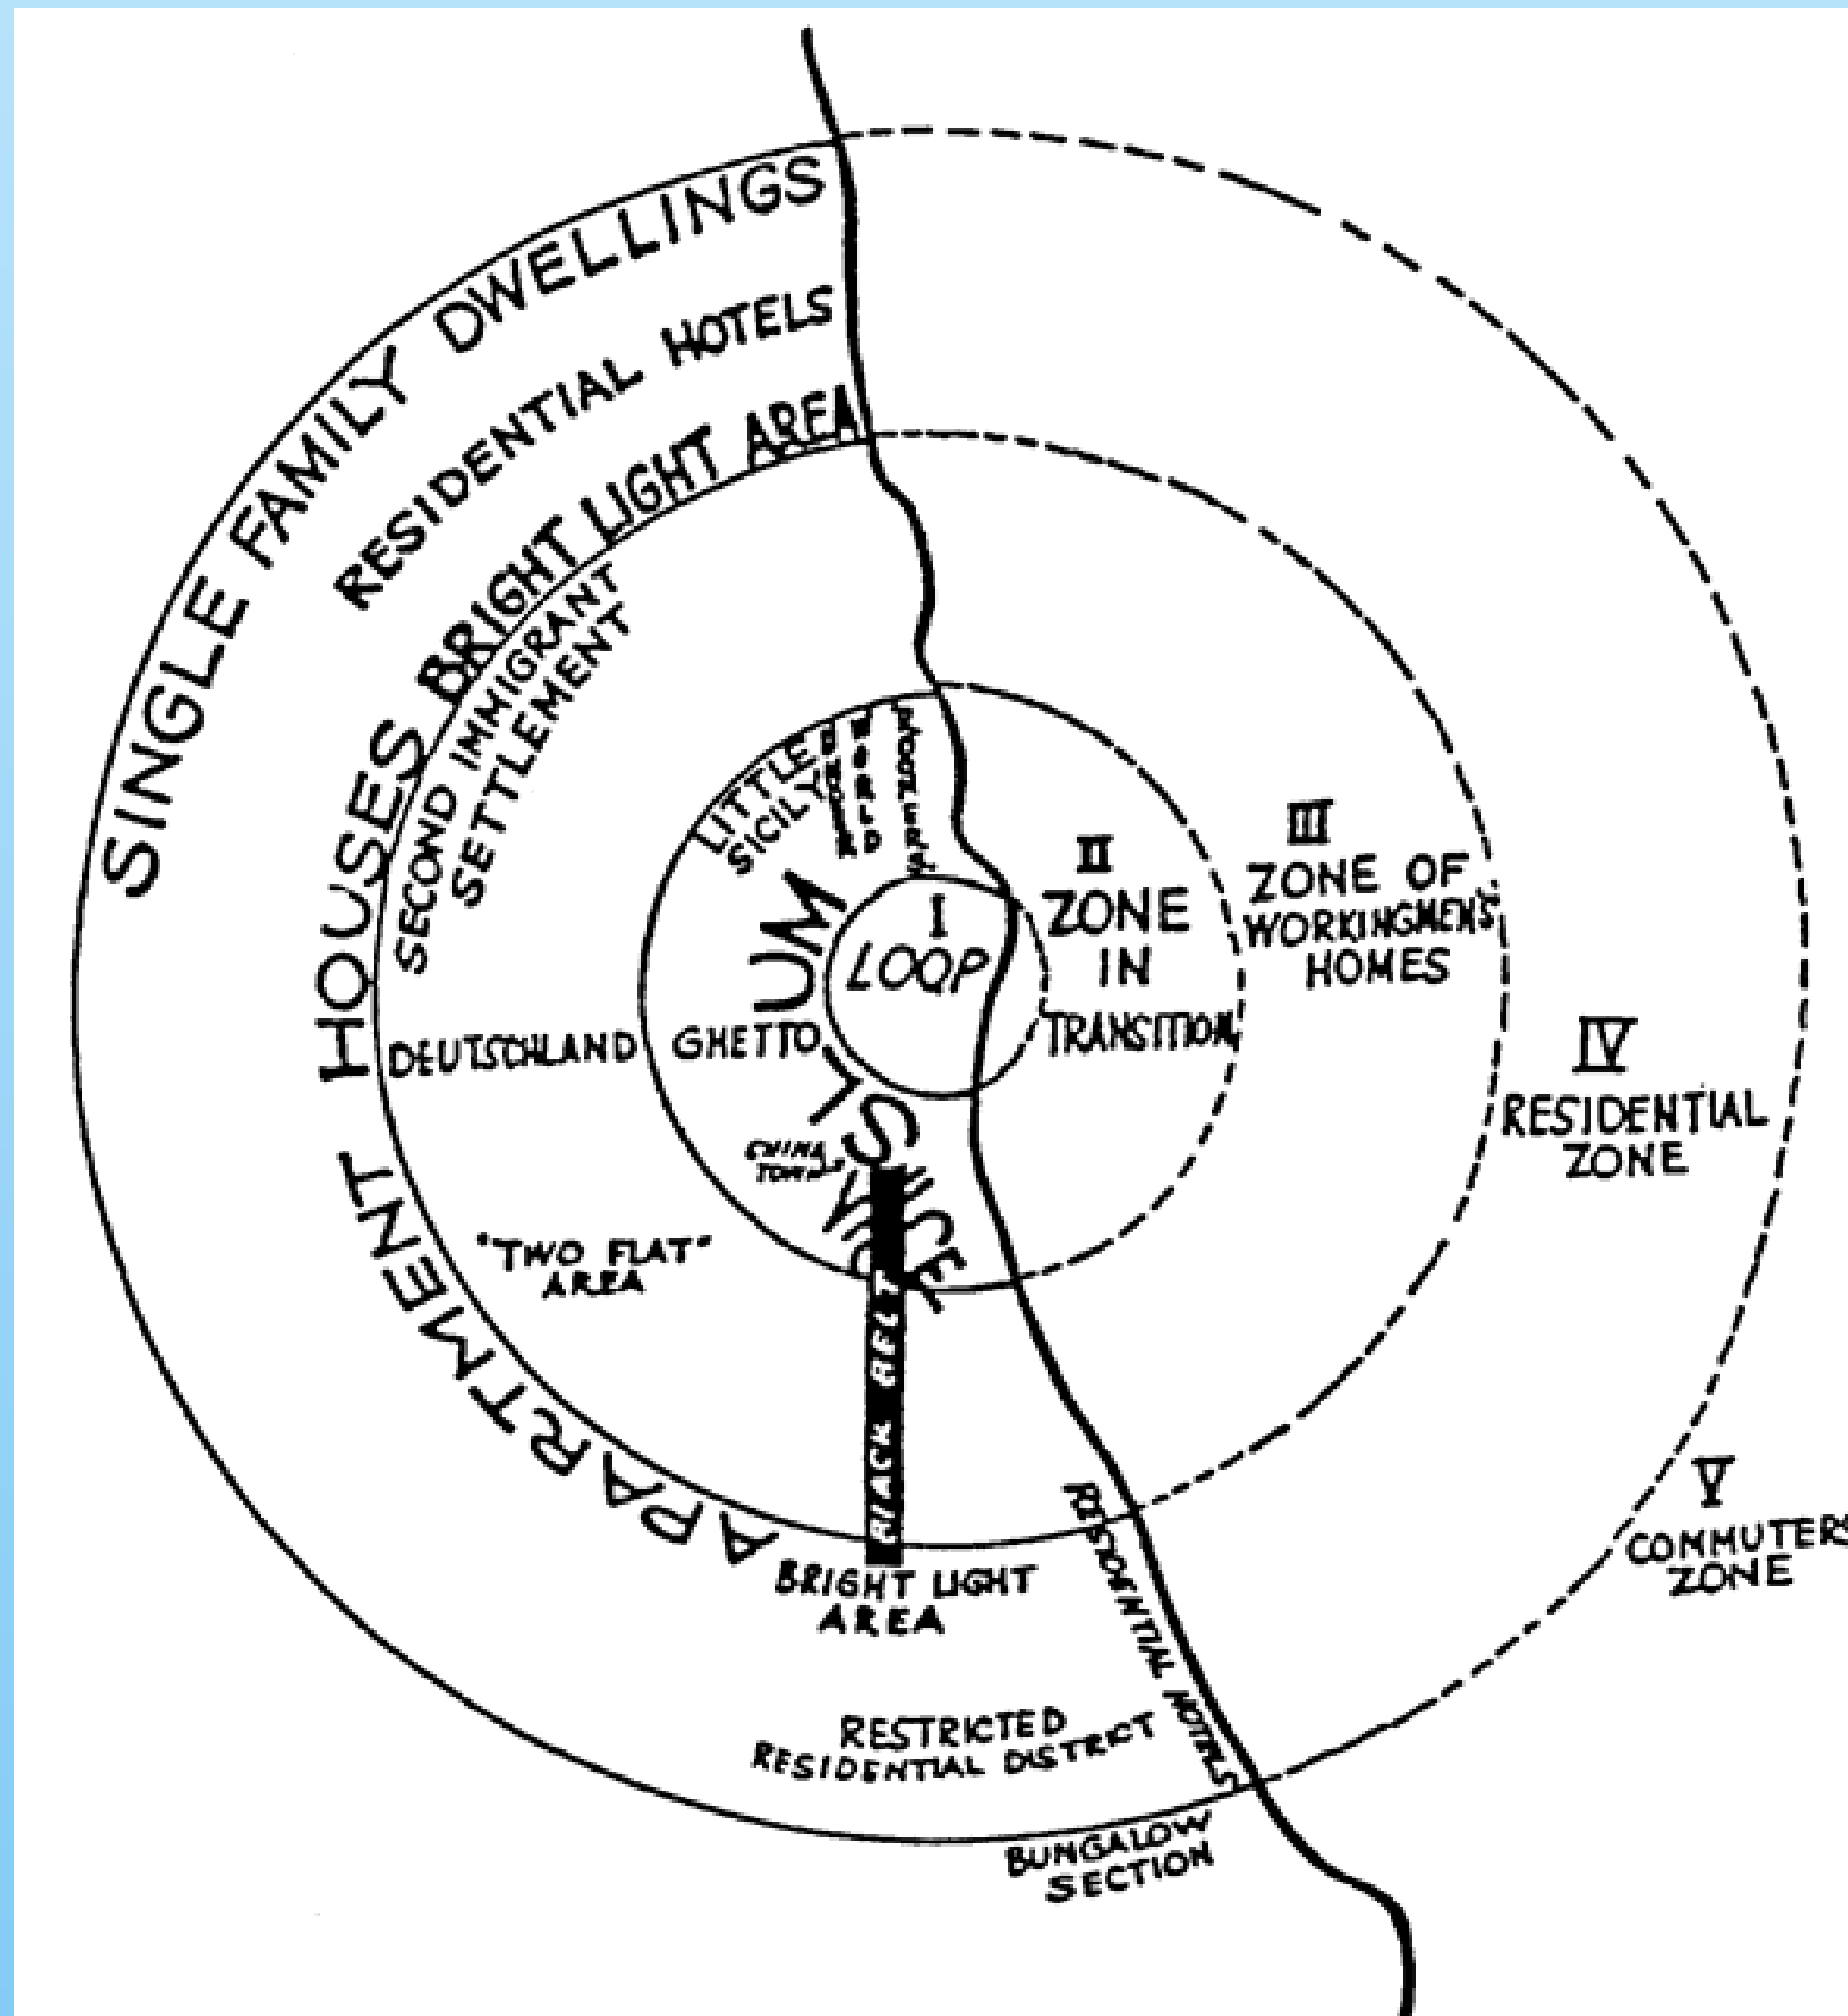 SINGLE FAMILY DWELLINGS
RESIDENTIAL HOTELS
BRIGHT LIGHT AREA
SECOND IMMIGRANT
SETTLEMENT
APARTMENT HOUSES
LITTLE
SICILY
I
LOOP
II
ZONE
IN
TRANSITION
III
ZONE OF
WORKINGMEN'S
HOMES
IV
RESIDENTIAL
ZONE
V
COMMUTERS
ZONE
DEUTSCHLAND
GHETTO
SLUM
CHINA
TOWN
VICE
"TWO FLAT"
AREA
BLACK BELT
BRIGHT LIGHT
AREA
RESIDENTIAL HOTELS
RESTRICTED
RESIDENTIAL DISTRICT
BUNGALOW
SECTION